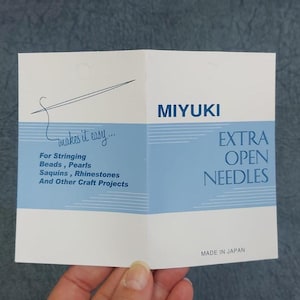 makes it easy...
For Stringing
Beads , Pearls
Saquins , Rhinestones
And Other Craft Projects
MIYUKI
EXTRA
OPEN
NEEDLES
MADE IN JAPAN